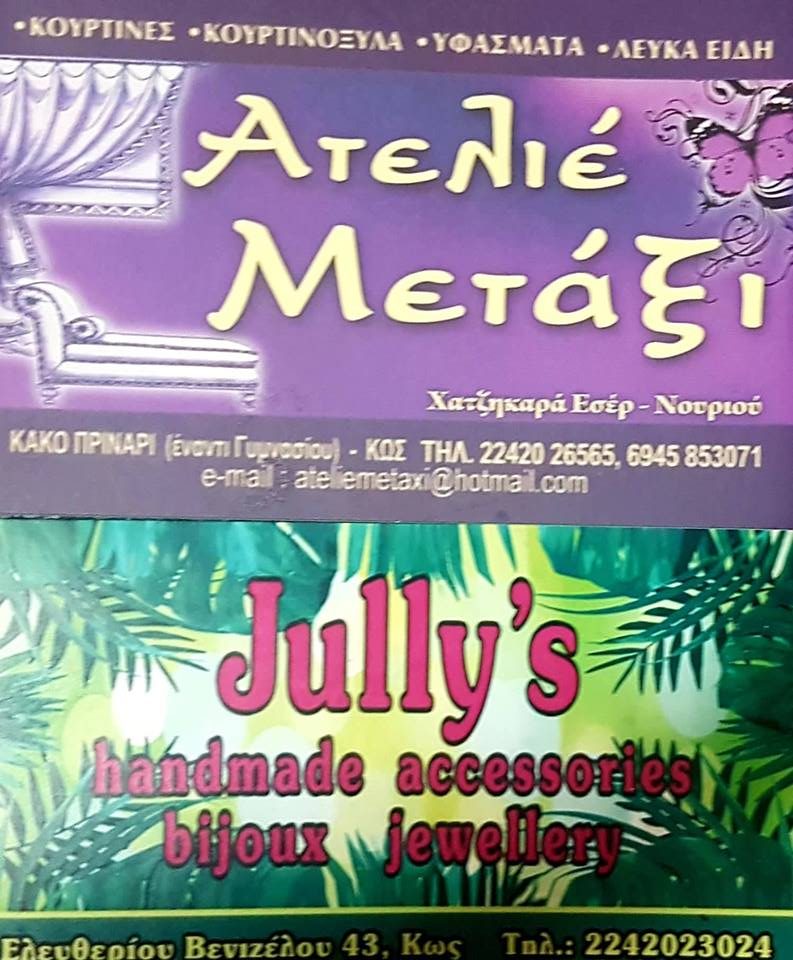 •ΚΟΥΡΤΙΝΕΣ •ΚΟΥΡΤΙΝΟΞΥΛΑ •ΥΦΑΣΜΑΤΑ •ΛΕΥΚΑ ΕΙΔΗ
Ατελιέ
Μετάξι
Χατζηκαρά Εσέρ - Νουριού
ΚΑΚΟ ΠΡΙΝΑΡΙ (έναντι Γυμνασίου) - ΚΩΣ ΤΗΛ. 22420 26565, 6945 853071
e-mail : ateliemetaxi@hotmail.com
Jully's
handmade accessories
bijoux jewellery
Ελευθερίου Βενιζέλου 43, Κως Τηλ.: 2242023024